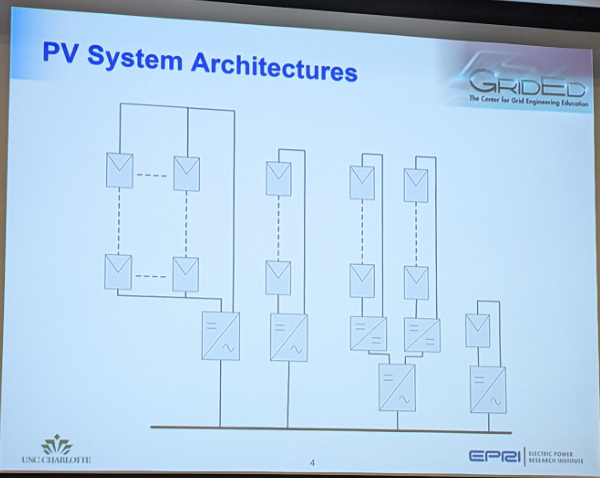 PV System Architectures
GRIDED
The Center for Grid Engineering Education
UNC CHARLOTTE
4
EPRI
ELECTRIC POWER
RESEARCH INSTITUTE